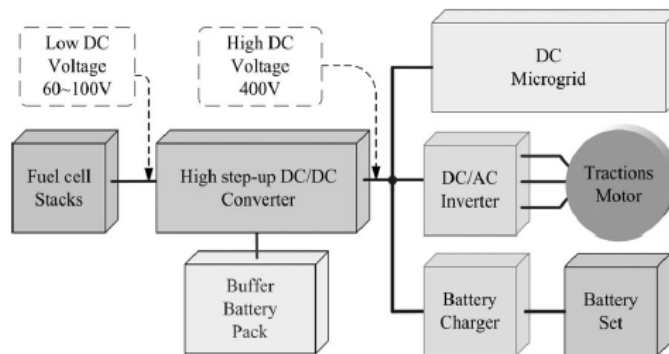 Low DC
Voltage
60~100V
High DC
Voltage
400V
DC
Microgrid
Fuel cell
Stacks
High step-up DC/DC
Converter
DC/AC
Inverter
Tractions
Motor
Buffer
Battery
Pack
Battery
Charger
Battery
Set